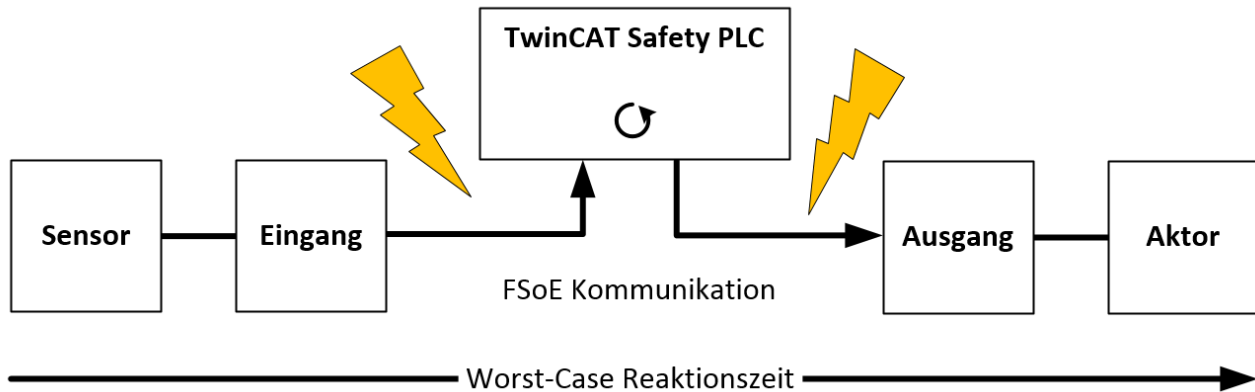 TwinCAT Safety PLC
Sensor
Eingang
Ausgang
Aktor
FSoE Kommunikation
Worst-Case Reaktionszeit